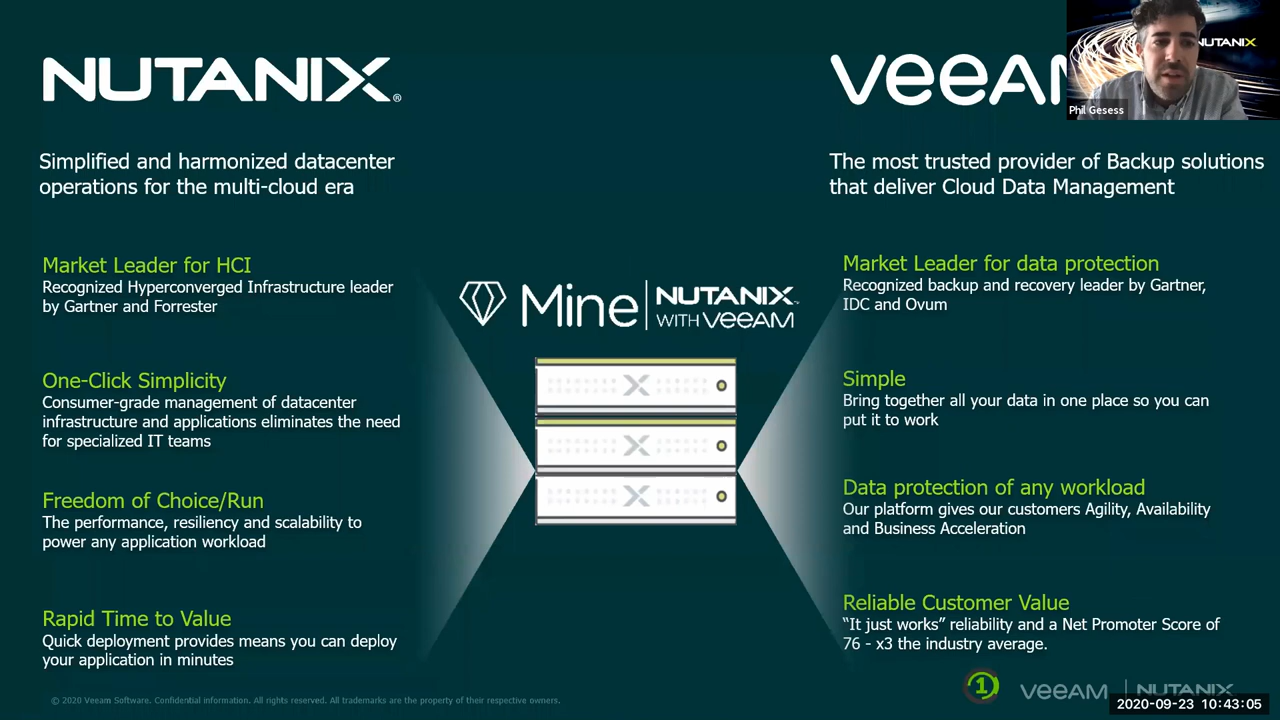 NUTANIX®
Simplified and harmonized datacenter
operations for the multi-cloud era
Market Leader for HCI
Recognized Hyperconverged Infrastructure leader
by Gartner and Forrester
One-Click Simplicity
Consumer-grade management of datacenter
infrastructure and applications eliminates the need
for specialized IT teams
Freedom of Choice/Run
The performance, resiliency and scalability to
power any application workload
Rapid Time to Value
Quick deployment provides means you can deploy
your application in minutes
Mine
NUTANIX™
WITH VEEAM
VEEAM
NUTANIX
Phil Gesess
The most trusted provider of Backup solutions
that deliver Cloud Data Management
Market Leader for data protection
Recognized backup and recovery leader by Gartner,
IDC and Ovum
Simple
Bring together all your data in one place so you can
put it to work
Data protection of any workload
Our platform gives our customers Agility, Availability
and Business Acceleration
Reliable Customer Value
“It just works” reliability and a Net Promoter Score of
76 - x3 the industry average.
© 2020 Veeam Software. Confidential information. All rights reserved. All trademarks are the property of their respective owners.
1
VEEAM | NUTANIX
2020-09-23 10:43:05